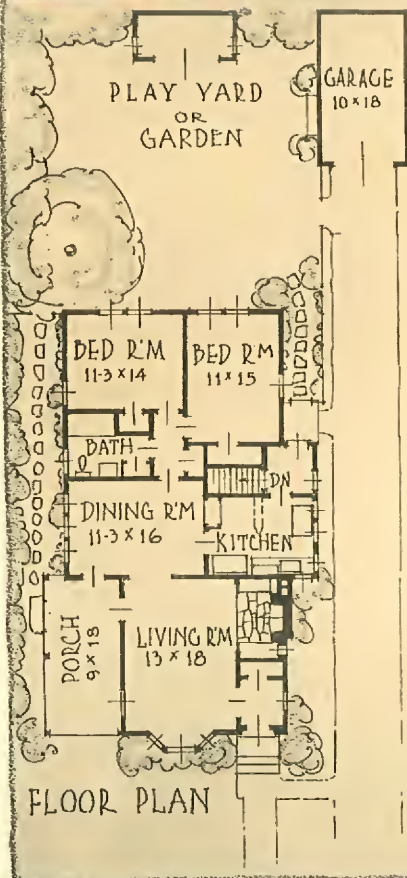 PLAY YARD
OR
GARDEN
GARAGE
10 x 18
BED R'M
11-3 x 14
BED R'M
11 x 15
BATH
DN
DINING R'M
11-3 x 16
KITCHEN
PORCH
9 x 18
LIVING R'M
13 x 18
FLOOR PLAN